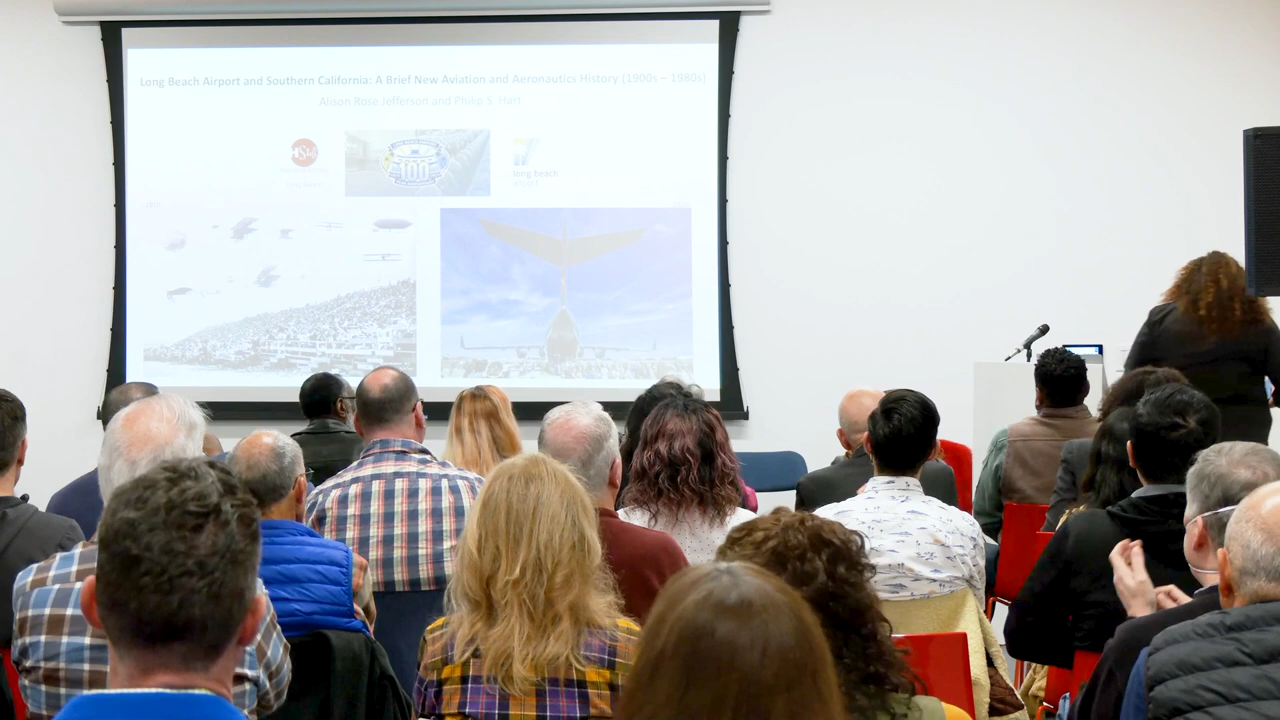 Long Beach Airport and Southern California: A Brief New Aviation and Aeronautics History (1900s – 1980s)
Alison Rose Jefferson and Philip S. Hart
100
long beach
airport